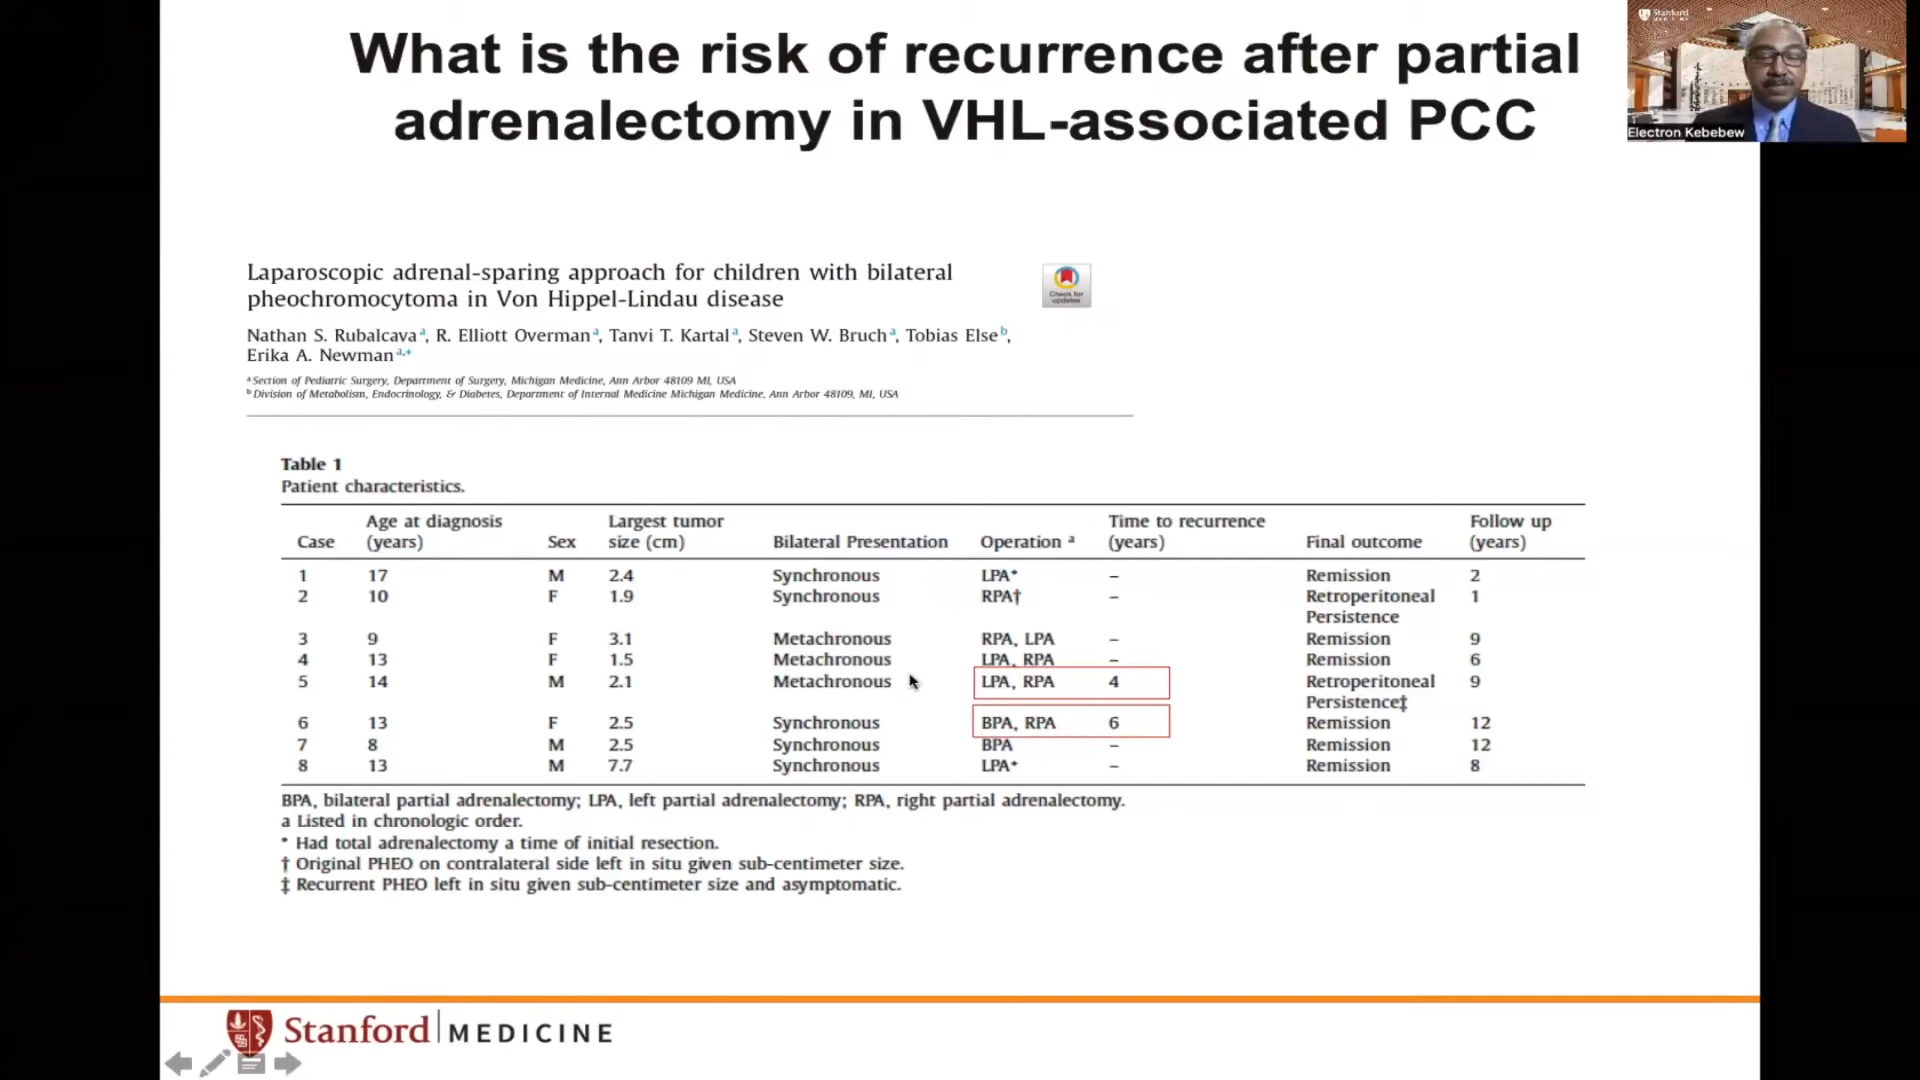 What is the risk of recurrence after partial
adrenalectomy in VHL-associated PCC
Stanford
Electron Kebebew
Laparoscopic adrenal-sparing approach for children with bilateral
pheochromocytoma in Von Hippel-Lindau disease
Check for
updates
Nathan S. Rubalcava a, R. Elliott Overman a, Tanvi T. Kartal a, Steven W. Bruch a, Tobias Else b,
Erika A. Newman a,*
a Section of Pediatric Surgery, Department of Surgery, Michigan Medicine, Ann Arbor 48109 MI, USA
b Division of Metabolism, Endocrinology, & Diabetes, Department of Internal Medicine Michigan Medicine, Ann Arbor 48109, MI, USA
Table 1
Patient characteristics.
Case Age at diagnosis (years) Sex Largest tumor size (cm) Bilateral Presentation Operation a Time to recurrence (years) Final outcome Follow up (years)
1 17 M 2.4 Synchronous LPA* – Remission 2
2 10 F 1.9 Synchronous RPA† – Retroperitoneal Persistence 1
3 9 F 3.1 Metachronous RPA, LPA – Remission 9
4 13 F 1.5 Metachronous LPA, RPA – Remission 6
5 14 M 2.1 Metachronous LPA, RPA 4 Retroperitoneal Persistence‡ 9
6 13 F 2.5 Synchronous BPA, RPA 6 Remission 12
7 8 M 2.5 Synchronous BPA – Remission 12
8 13 M 7.7 Synchronous LPA* – Remission 8
BPA, bilateral partial adrenalectomy; LPA, left partial adrenalectomy; RPA, right partial adrenalectomy.
a Listed in chronologic order.
* Had total adrenalectomy a time of initial resection.
† Original PHEO on contralateral side left in situ given sub-centimeter size.
‡ Recurrent PHEO left in situ given sub-centimeter size and asymptomatic.
Stanford MEDICINE